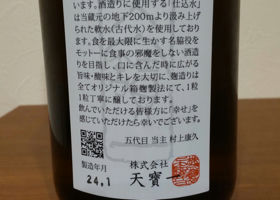 います。酒造りに使用する「仕込水」
は当蔵元の地下200mより汲み上げ
られた軟水(古代水)を使用しており
ます。食を最大限に生かす名脇役を
モットーに食事の邪魔をしない酒造
りを目指し、口に含んだ時に広がる
旨味・酸味とキレを大切に、麹造りは
全てオリジナル箱麹製法にて、1粒
1粒丁寧に醸しております。
飲んでいただける皆様方に“幸せ”を
感じていただけたら幸いでございます。
五代目 当主 村上康久
製造年月
24,1
株式会社
天寳一